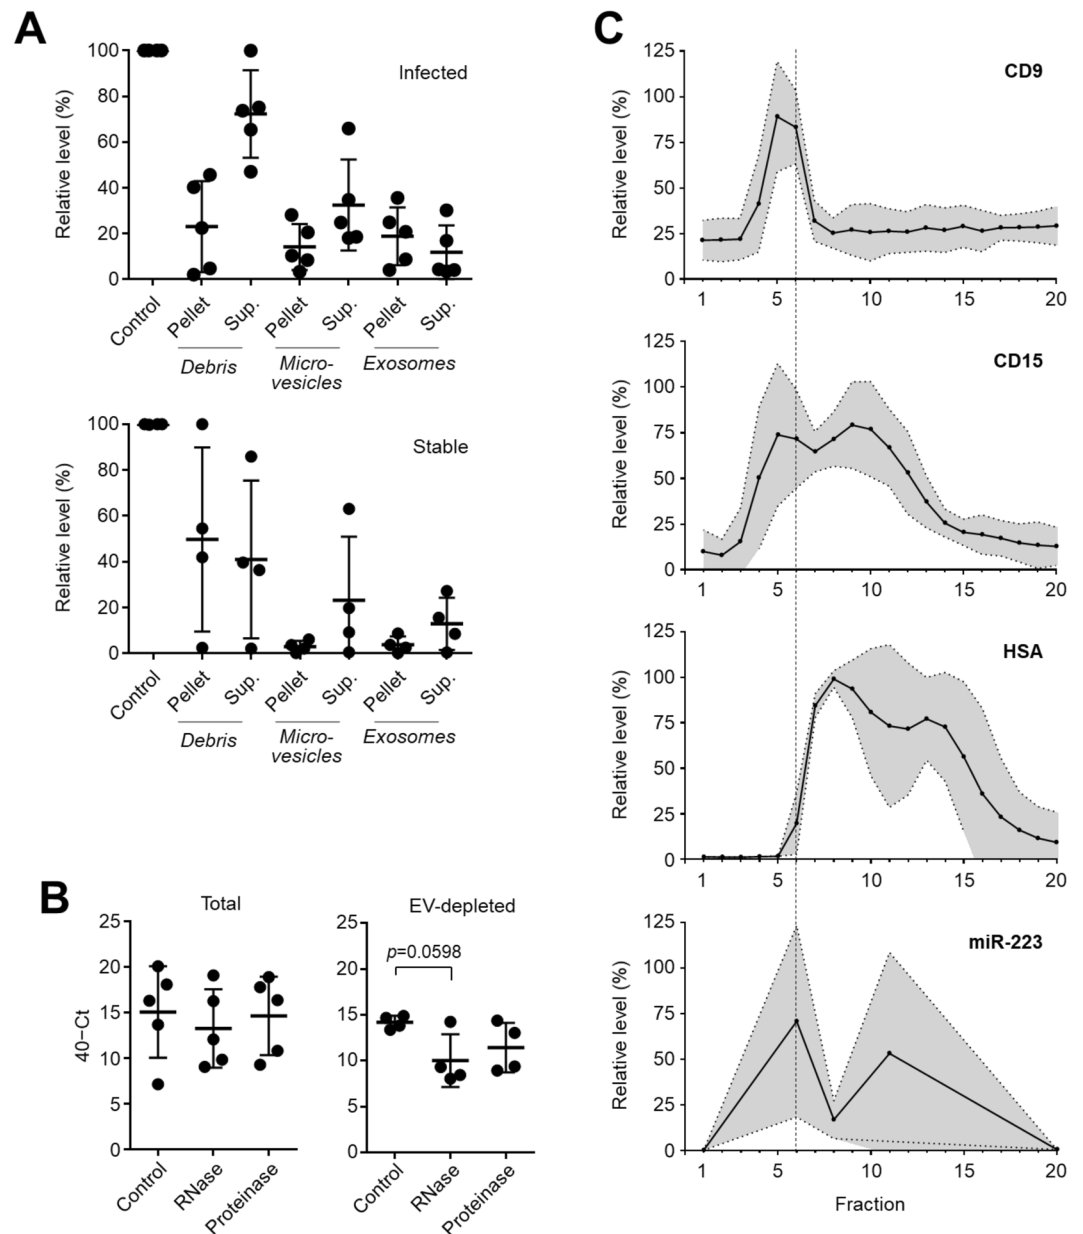 A
Relative level (%)
100
80
60
40
20
0
Infected
Control
Pellet
Sup.
Pellet
Sup.
Pellet
Sup.
Debris
Micro-
vesicles
Exosomes
Relative level (%)
100
80
60
40
20
0
Stable
Control
Pellet
Sup.
Pellet
Sup.
Pellet
Sup.
Debris
Micro-
vesicles
Exosomes
B
Total
40−Ct
25
20
15
10
5
0
Control
RNase
Proteinase
EV-depleted
p=0.0598
25
20
15
10
5
0
Control
RNase
Proteinase
C
CD9
Relative level (%)
125
100
75
50
25
0
1
5
10
15
20
CD15
Relative level (%)
125
100
75
50
25
0
1
5
10
15
20
HSA
Relative level (%)
125
100
75
50
25
0
1
5
10
15
20
miR-223
Relative level (%)
125
100
75
50
25
0
1
5
10
15
20
Fraction